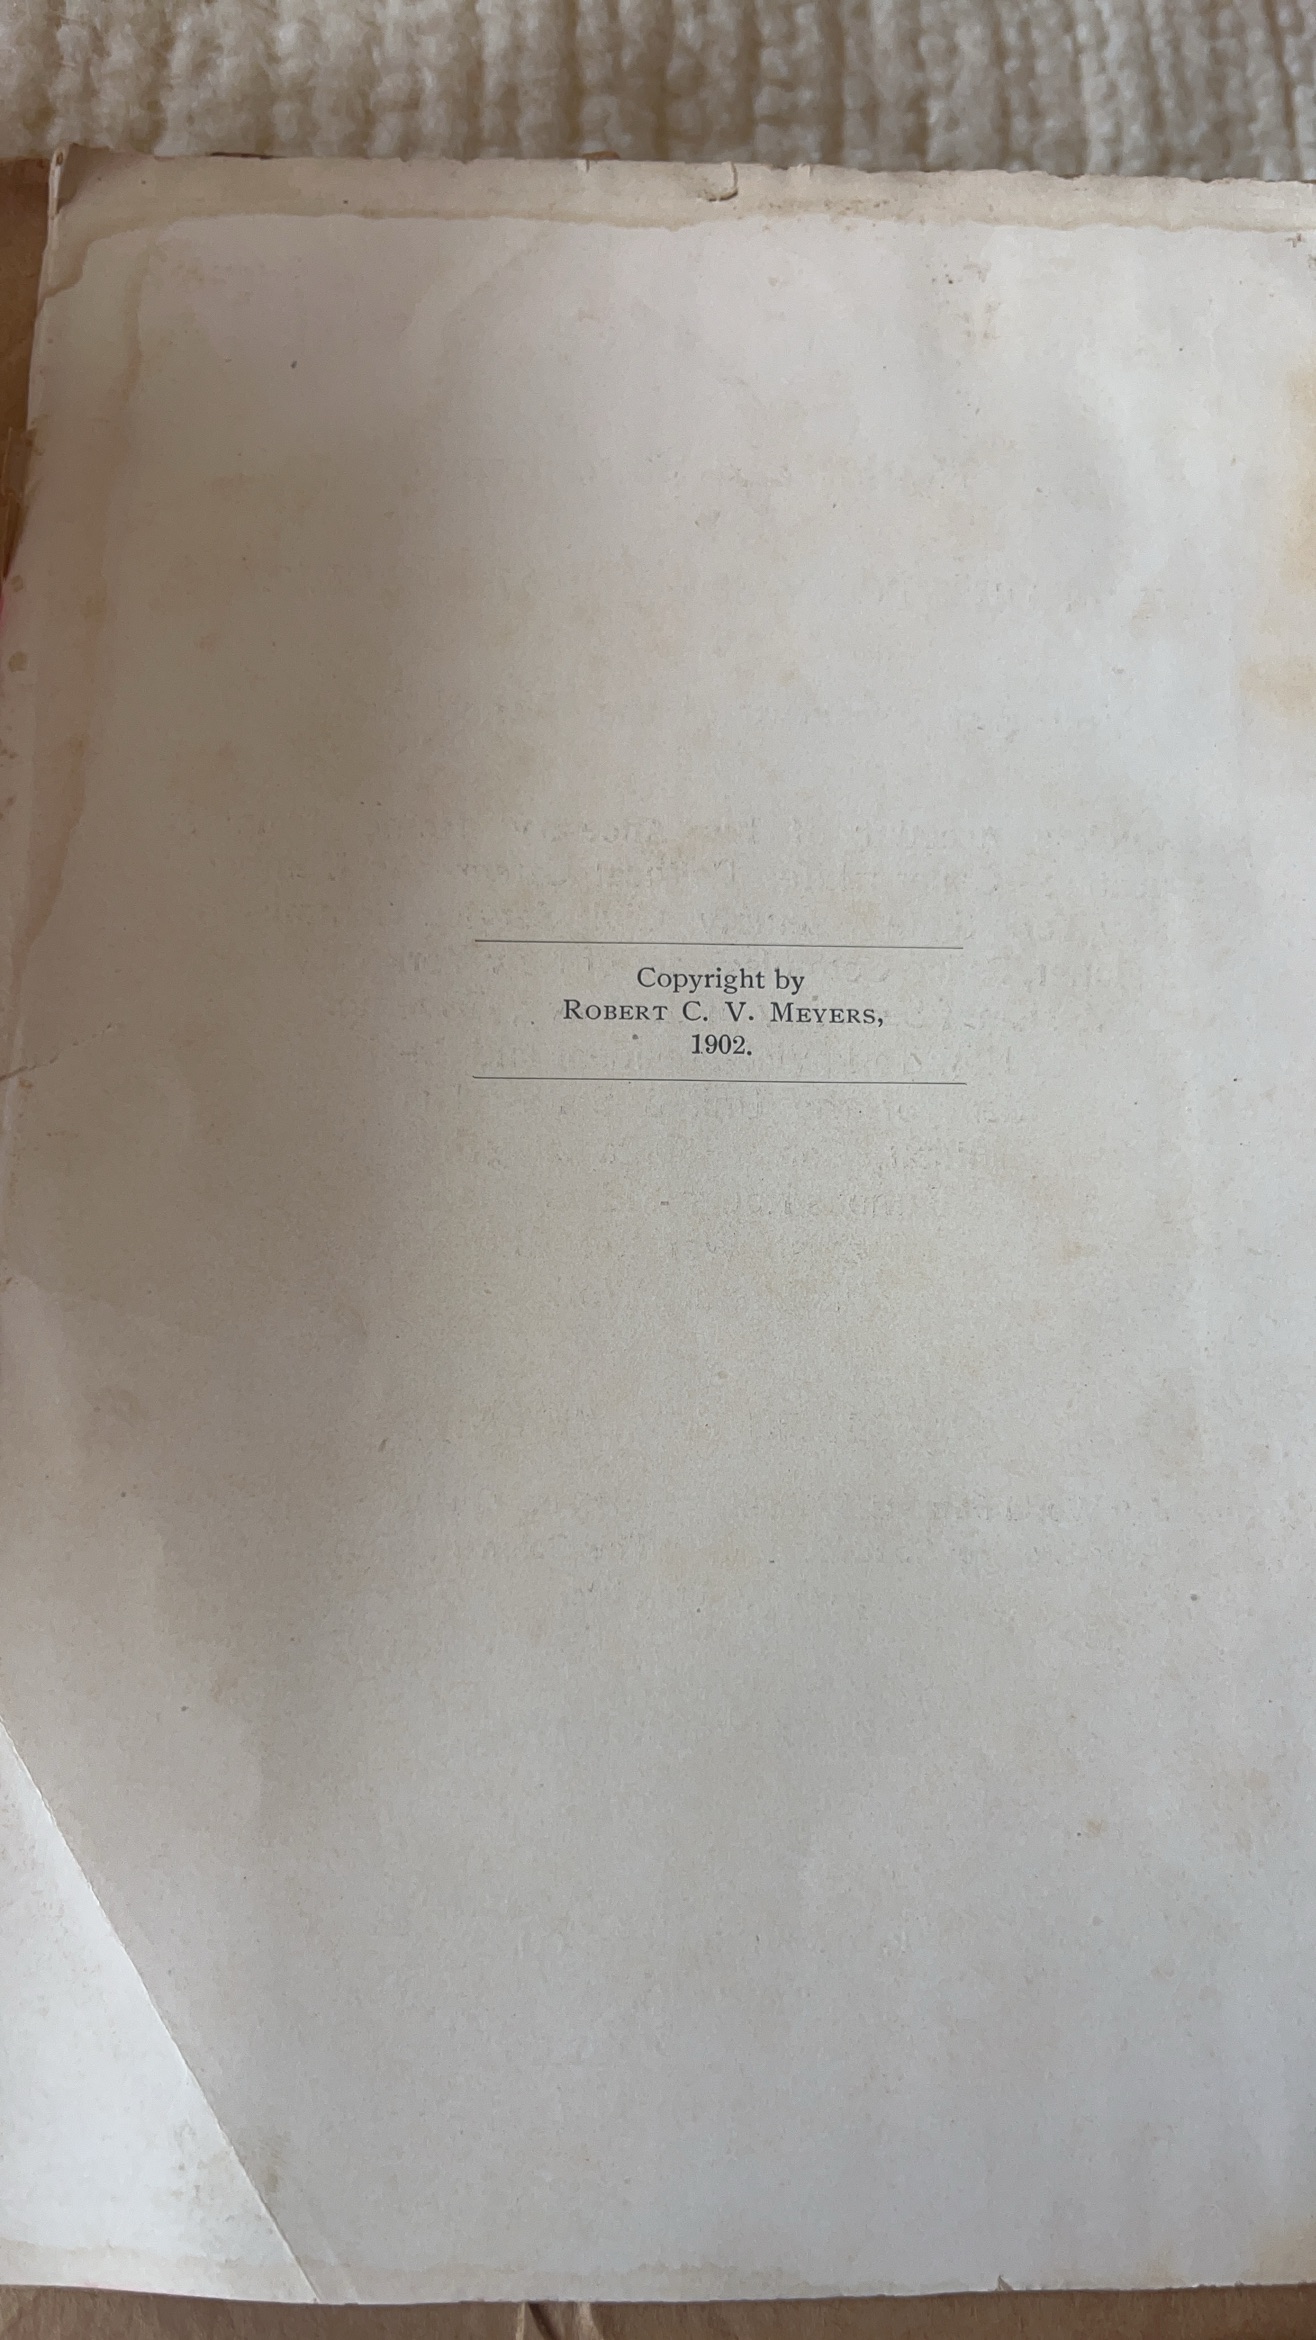 Copyright by
ROBERT C. V. MEYERS,
1902.